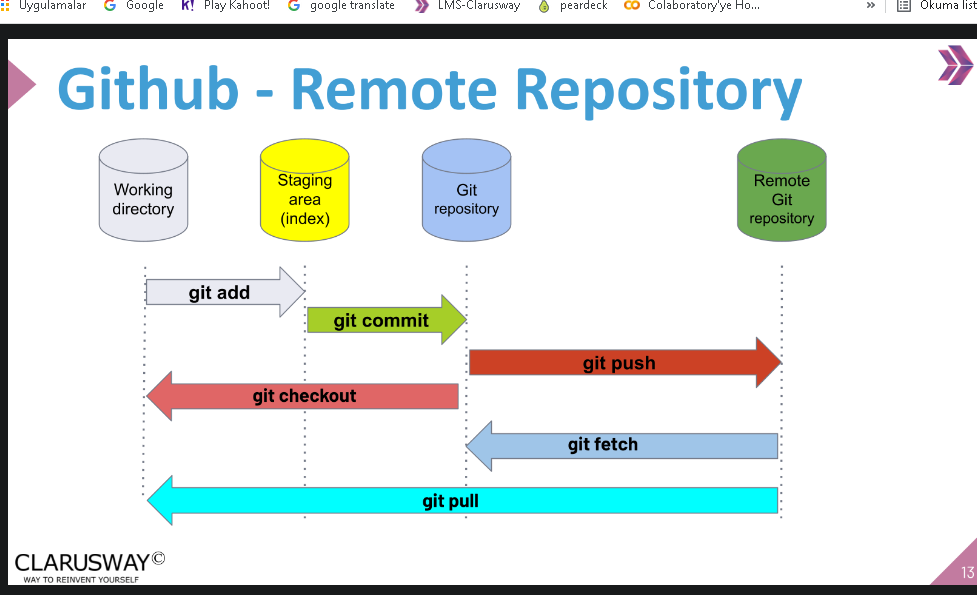 Uygulamalar
Google
Play Kahoot!
google translate
LMS-Clarusway
peardeck
Colaboratory'ye Ho...
»
Okuma list
Github - Remote Repository
Working
directory
Staging
area
(index)
Git
repository
Remote
Git
repository
git add
git commit
git push
git checkout
git fetch
git pull
CLARUSWAY©
WAY TO REINVENT YOURSELF
13